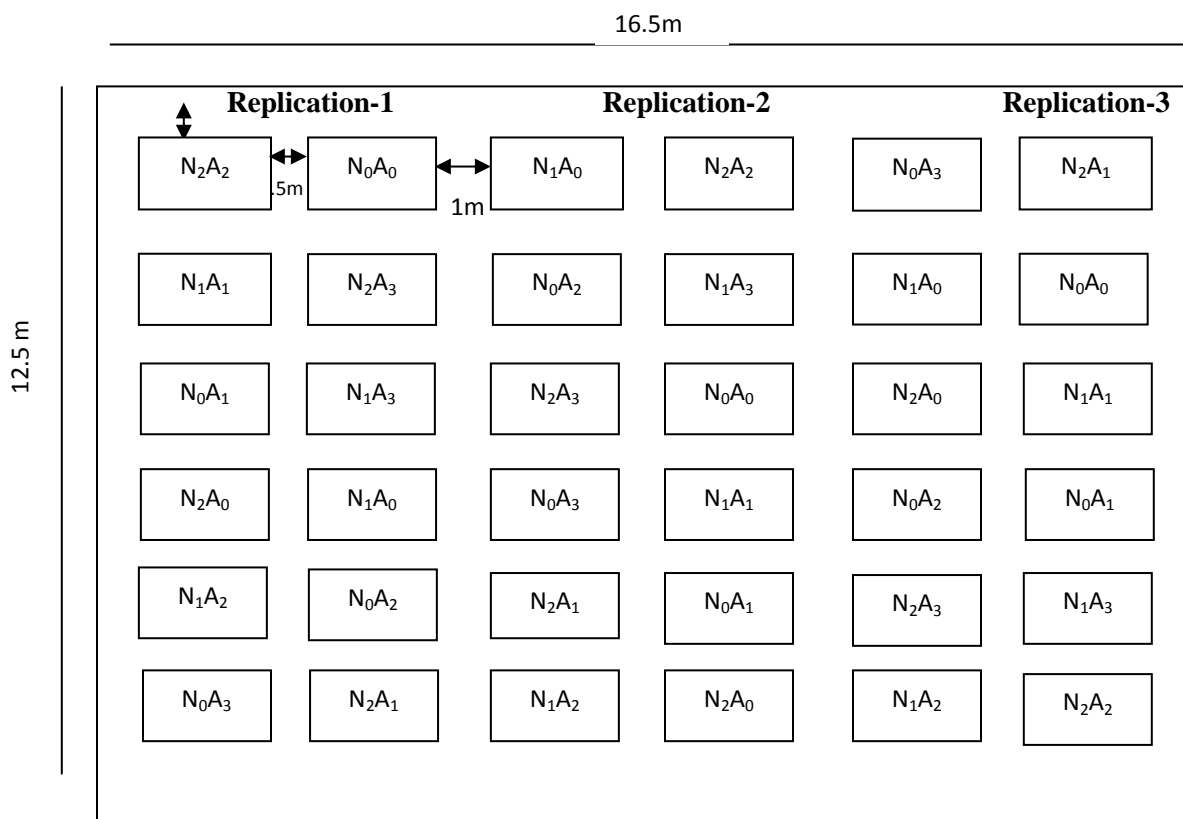 16.5m
Replication-1 Replication-2 Replication-3
N₂A₂ N₀A₀ N₁A₀ N₂A₂ N₀A₃ N₂A₁
.5m 1m
N₁A₁ N₂A₃ N₀A₂ N₁A₃ N₁A₀ N₀A₀
12.5 m
N₀A₁ N₁A₃ N₂A₃ N₀A₀ N₂A₀ N₁A₁
N₂A₀ N₁A₀ N₀A₃ N₁A₁ N₀A₂ N₀A₁
N₁A₂ N₀A₂ N₂A₁ N₀A₁ N₂A₃ N₁A₃
N₀A₃ N₂A₁ N₁A₂ N₂A₀ N₁A₂ N₂A₂